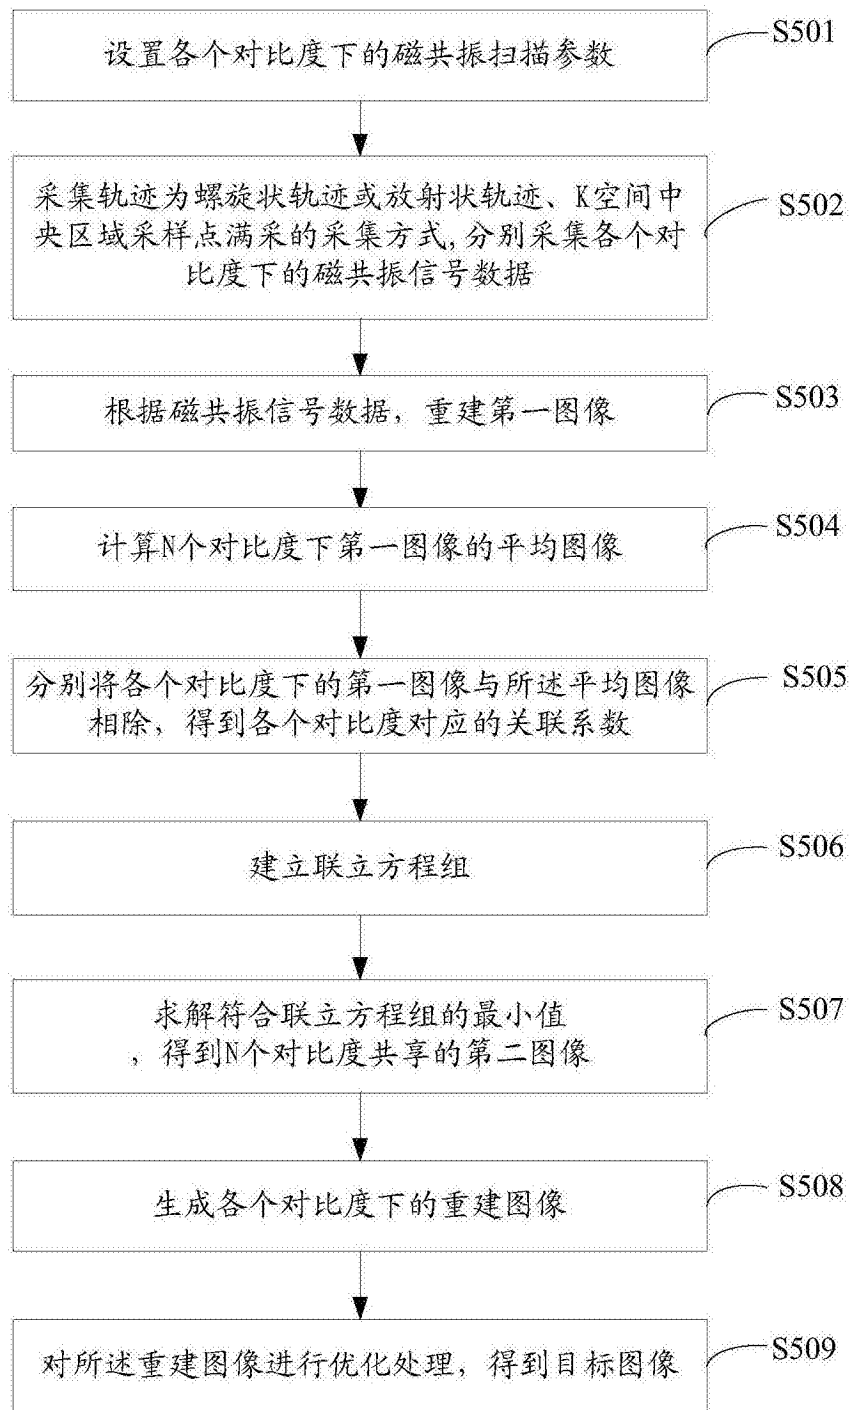 设置各个对比度下的磁共振扫描参数
S501
采集轨迹为螺旋状轨迹或放射状轨迹、K空间中
央区域采样点满采的采集方式,分别采集各个对
比度下的磁共振信号数据
S502
根据磁共振信号数据，重建第一图像
S503
计算N个对比度下第一图像的平均图像
S504
分别将各个对比度下的第一图像与所述平均图像
相除，得到各个对比度对应的关联系数
S505
建立联立方程组
S506
求解符合联立方程组的最小值
，得到N个对比度共享的第二图像
S507
生成各个对比度下的重建图像
S508
对所述重建图像进行优化处理，得到目标图像
S509